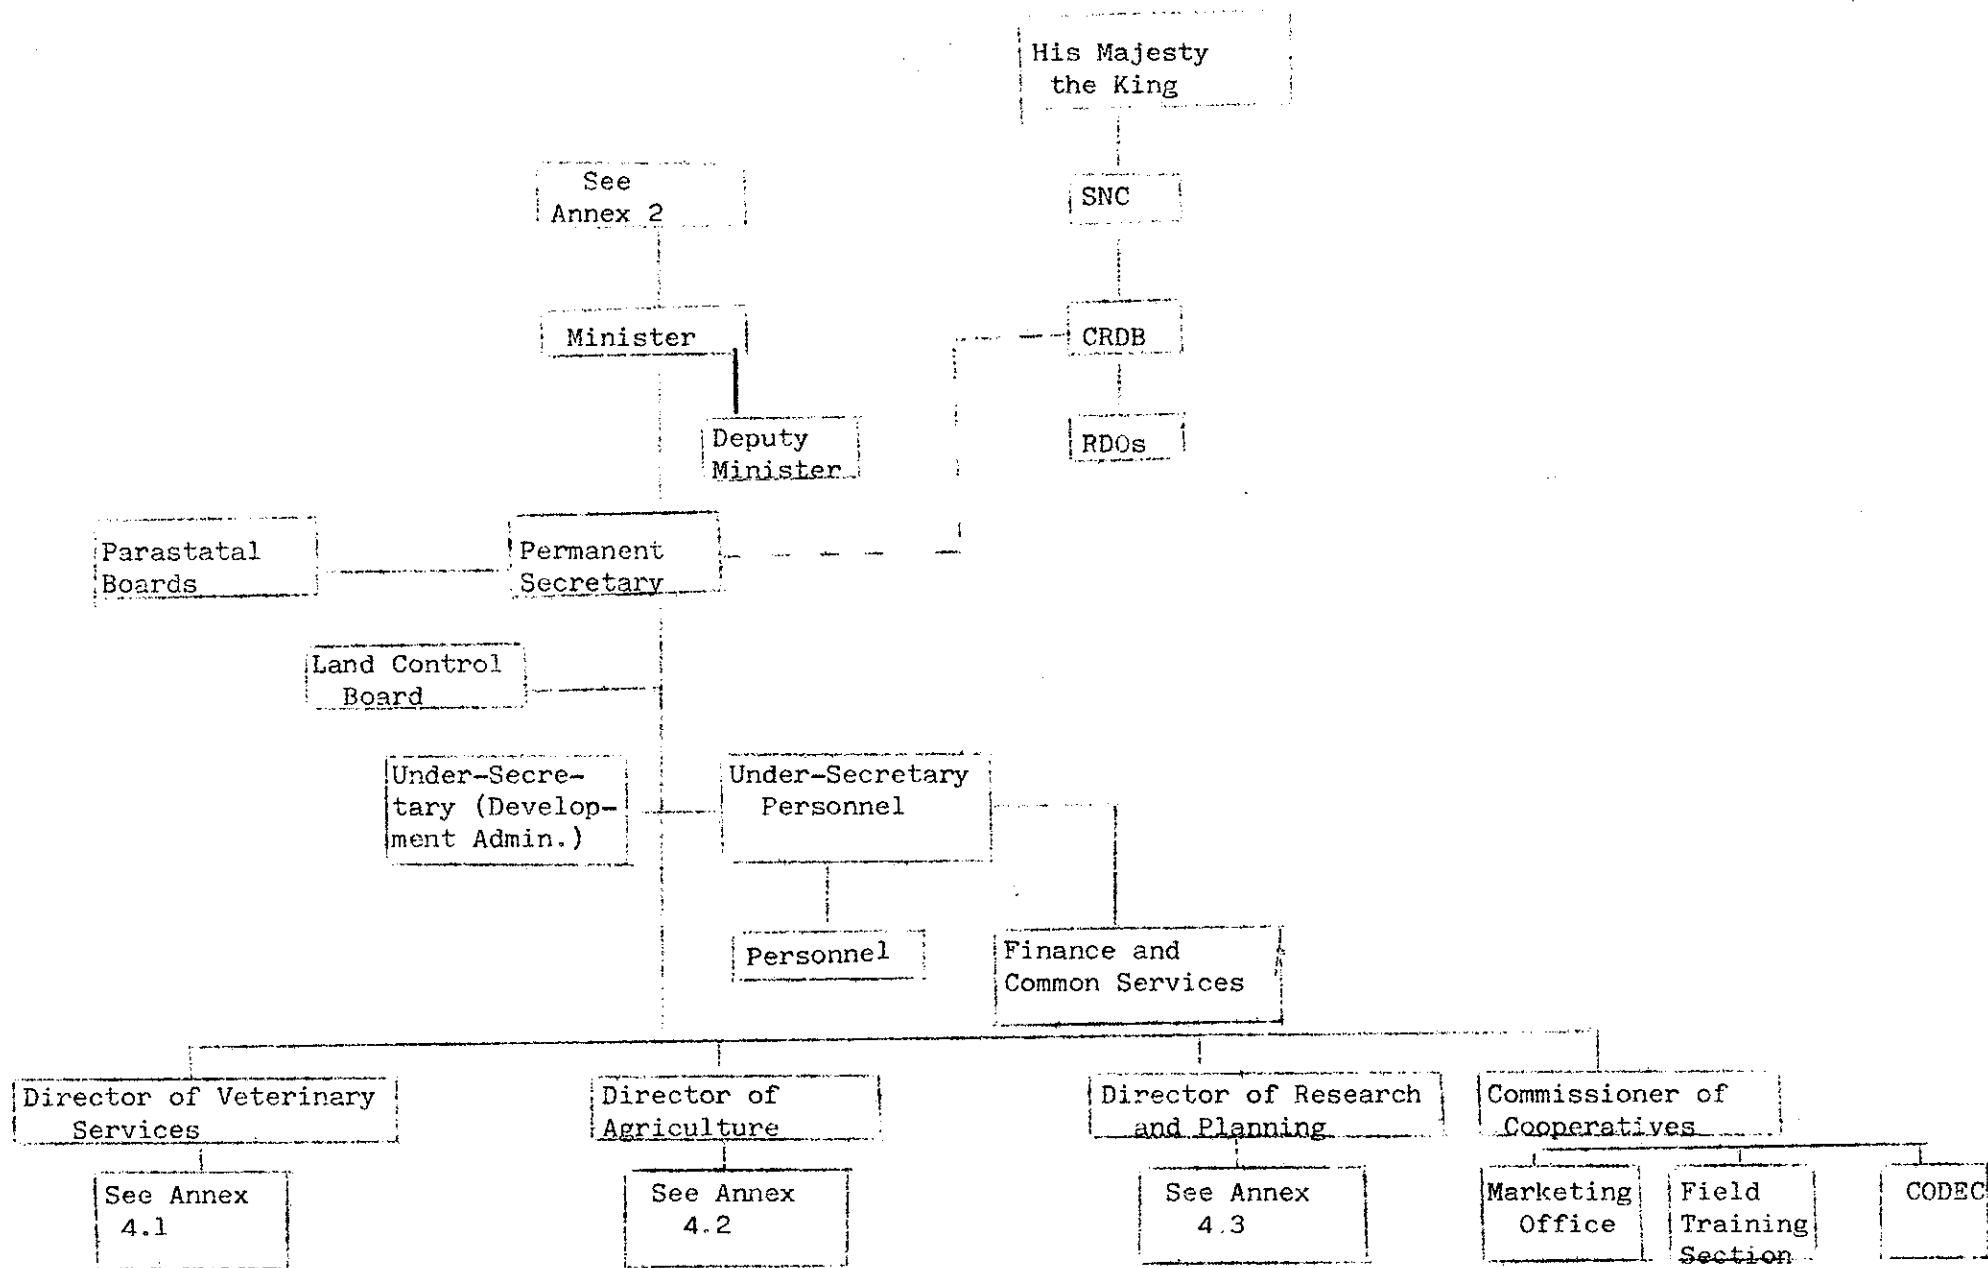 His Majesty
the King
See
Annex 2
SNC
Minister
CRDB
Deputy
Minister
RDOs
Parastatal
Boards
Permanent
Secretary
Land Control
Board
Under-Secre-
tary (Develop-
ment Admin.)
Under-Secretary
Personnel
Personnel
Finance and
Common Services
Director of Veterinary
Services
Director of
Agriculture
Director of Research
and Planning
Commissioner of
Cooperatives
See Annex
4.1
See Annex
4.2
See Annex
4.3
Marketing
Office
Field
Training
Section
CODEC